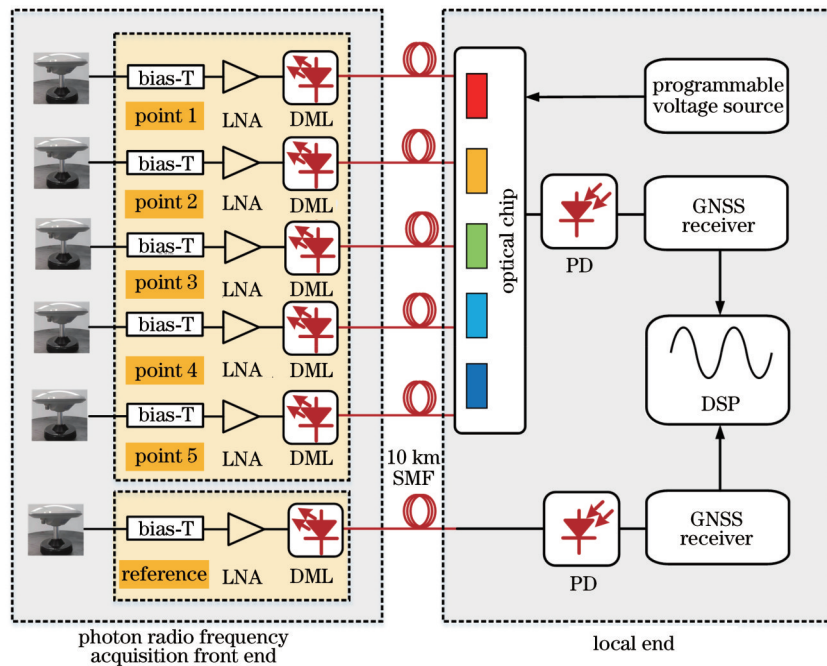 bias-T
point 1
LNA
DML
bias-T
point 2
LNA
DML
bias-T
point 3
LNA
DML
bias-T
point 4
LNA
DML
bias-T
point 5
LNA
DML
bias-T
reference
LNA
DML
10 km
SMF
optical chip
programmable
voltage source
PD
GNSS
receiver
DSP
PD
GNSS
receiver
photon radio frequency
acquisition front end
local end